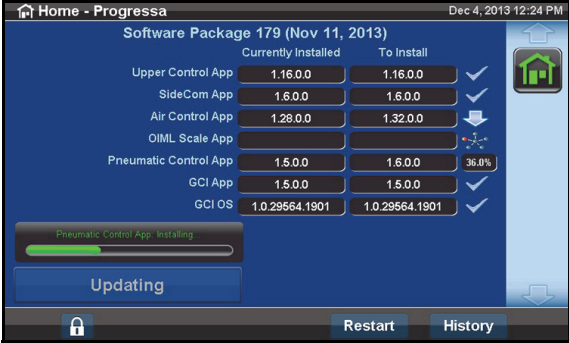 Home - Progressa Dec 4, 2013 12:24 PM
Software Package 179 (Nov 11, 2013)
Currently Installed To Install
Upper Control App 1.16.0.0 1.16.0.0
SideCom App 1.6.0.0 1.6.0.0
Air Control App 1.28.0.0 1.32.0.0
OIML Scale App
Pneumatic Control App 1.5.0.0 1.6.0.0 36.0%
GCI App 1.5.0.0 1.5.0.0
GCI OS 1.0.29564.1901 1.0.29564.1901
Pneumatic Control App: Installing...
Updating
Restart History